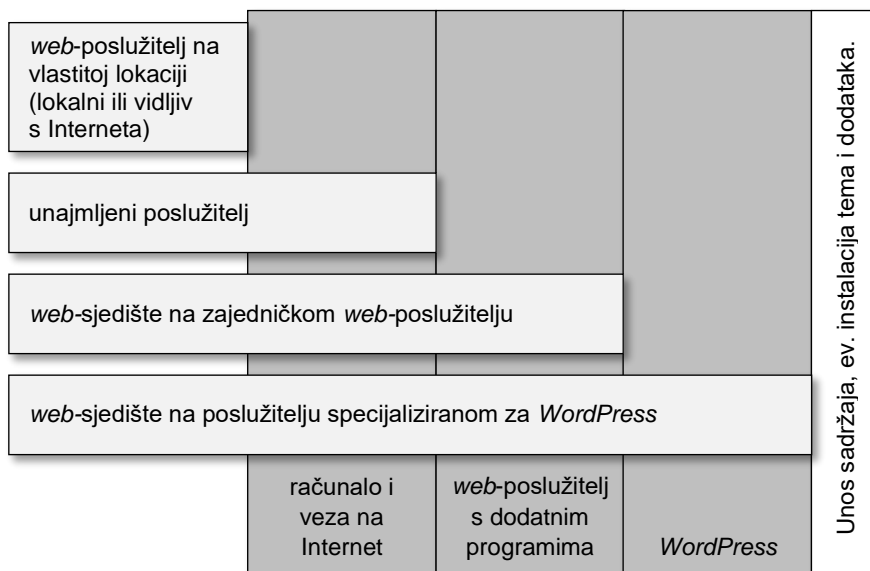 web-poslužitelj na
vlastitoj lokaciji
(lokalni ili vidljiv
s Interneta)
unajmljeni poslužitelj
web-sjedište na zajedničkom web-poslužitelju
web-sjedište na poslužitelju specijaliziranom za WordPress
računalo i
veza na
Internet
web-poslužitelj
s dodatnim
programima
WordPress
Unos sadržaja, ev. instalacija tema i dodataka.